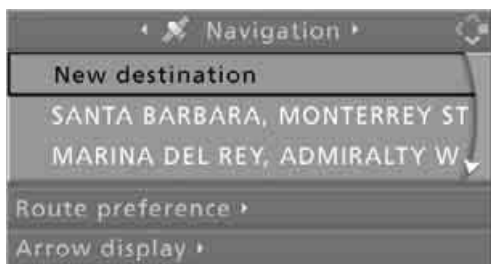 Navigation
New destination
SANTA BARBARA, MONTERREY ST
MARINA DEL REY, ADMIRALTY W
Route preference
Arrow display